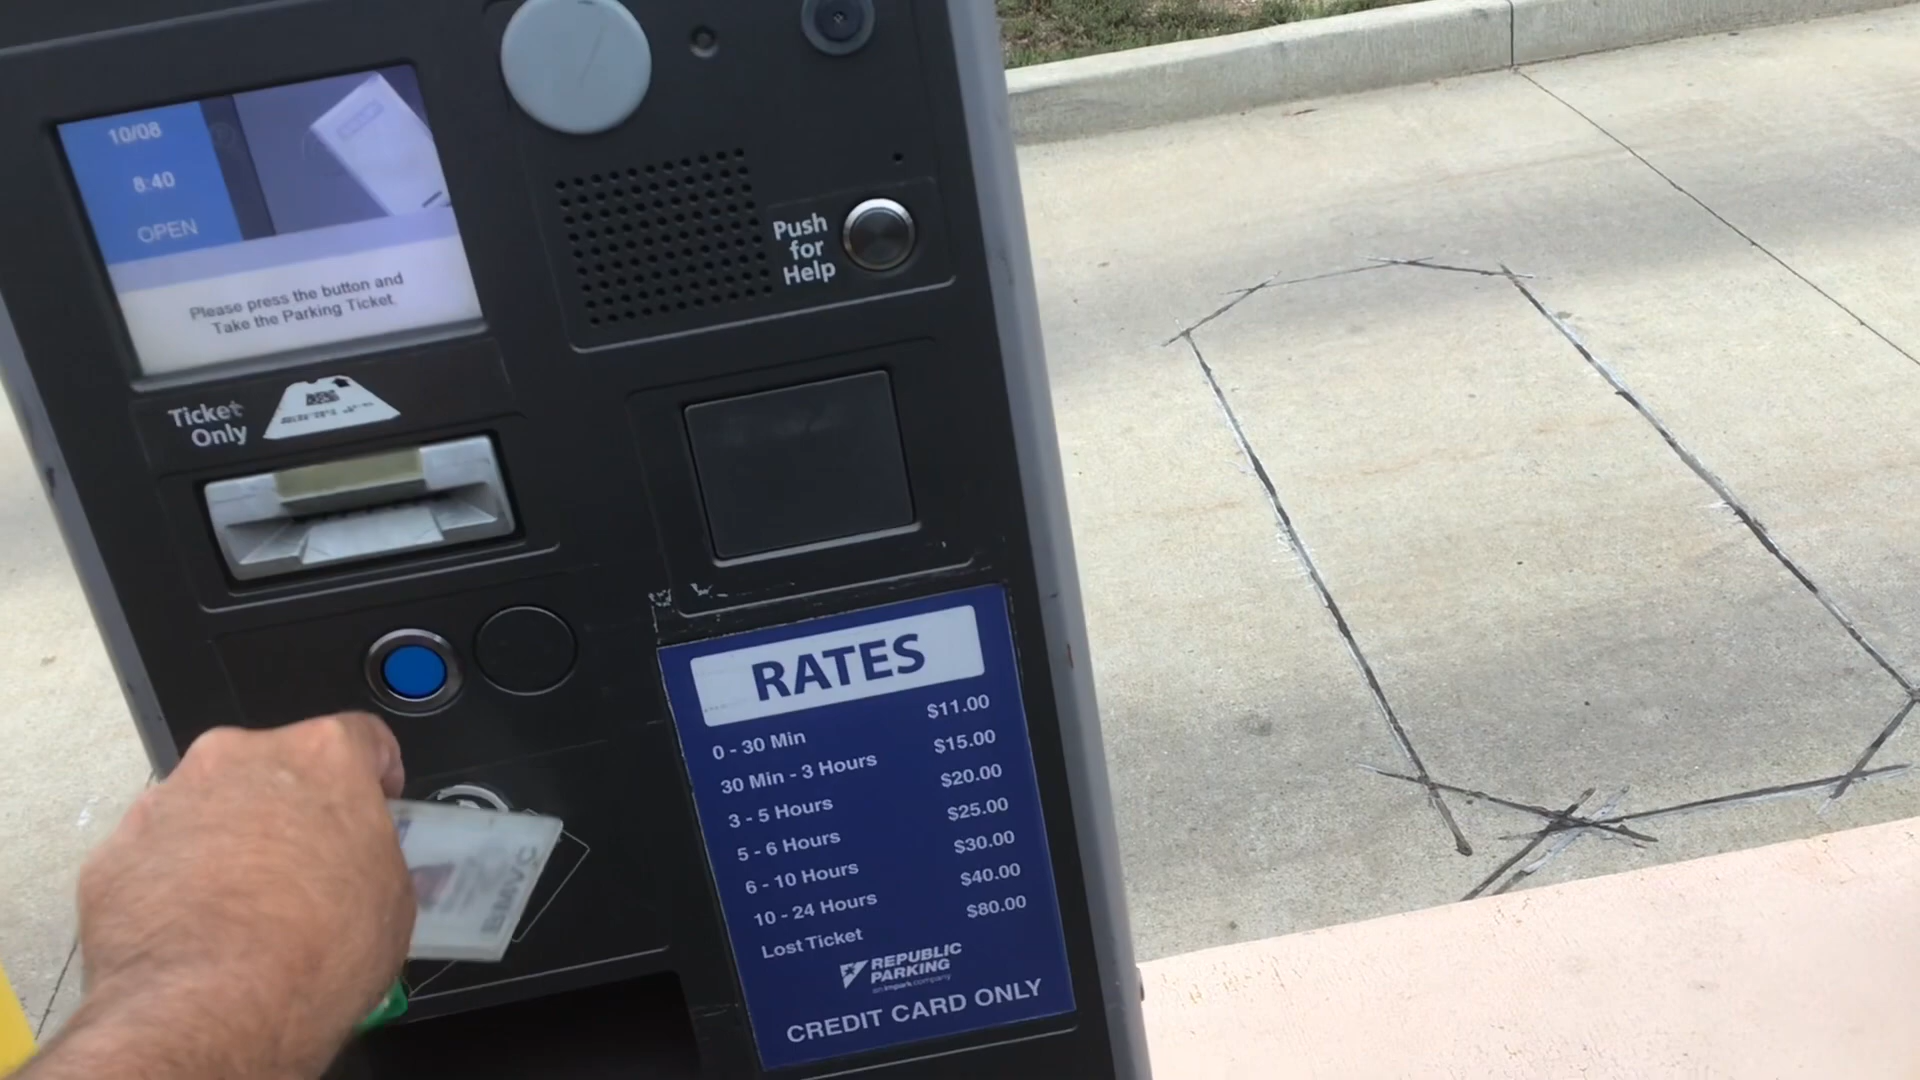 10/08
8:40
OPEN
Please press the button and
Take the Parking Ticket.
Push
for
Help
Ticket
Only
RATES
0 - 30 Min $11.00
30 Min - 3 Hours $15.00
3 - 5 Hours $20.00
5 - 6 Hours $25.00
6 - 10 Hours $30.00
10 - 24 Hours $40.00
Lost Ticket $80.00
REPUBLIC
PARKING
an impark company
CREDIT CARD ONLY